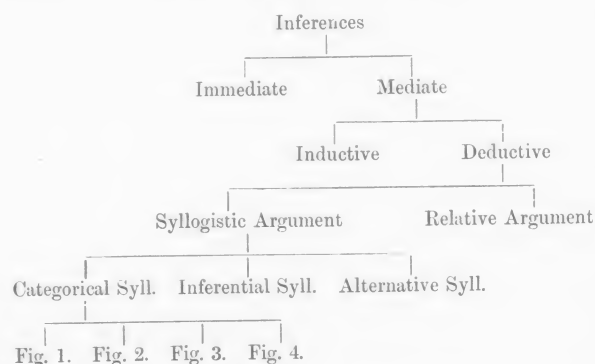 Inferences
Immediate Mediate
Inductive Deductive
Syllogistic Argument Relative Argument
Categorical Syll. Inferential Syll. Alternative Syll.
Fig. 1. Fig. 2. Fig. 3. Fig. 4.